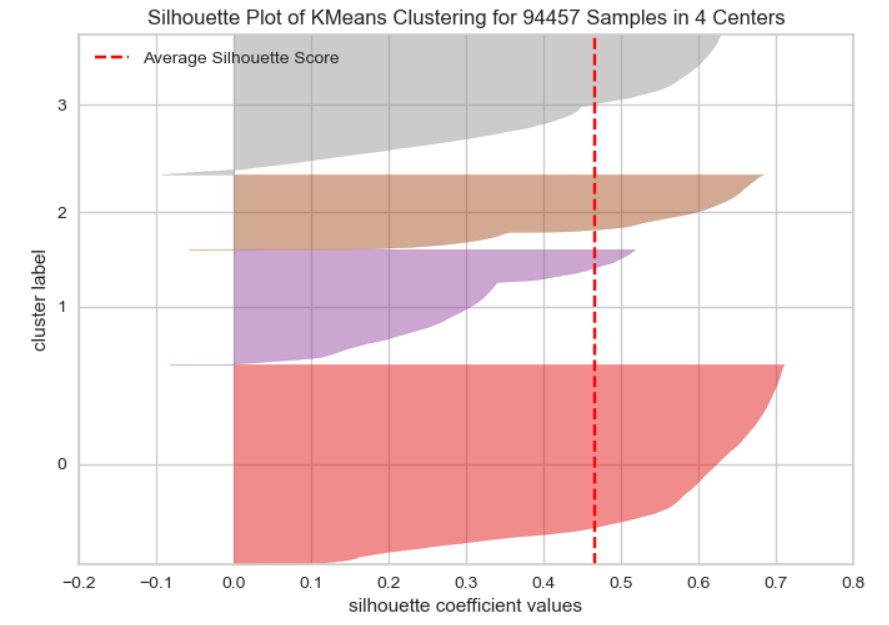 Silhouette Plot of KMeans Clustering for 94457 Samples in 4 Centers
Average Silhouette Score
3
2
1
0
cluster label
−0.2 −0.1 0.0 0.1 0.2 0.3 0.4 0.5 0.6 0.7 0.8
silhouette coefficient values